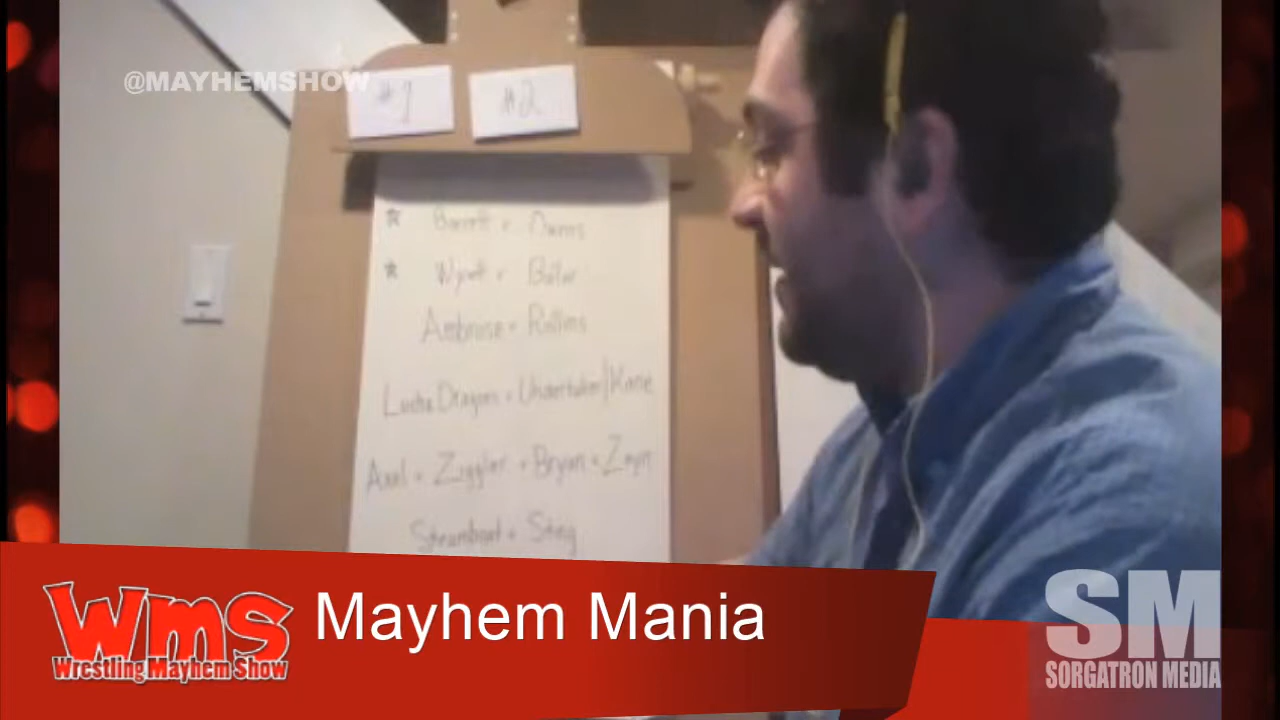 @MAYHEMSHOW
#1 #2
☆ Barrett - Owens
☆ Wyatt - Balor
Ambrose - Rollins
Lucha Dragon - Undertaker/Kane
Axel - Ziggler - Bryan - Zayn
Steamboat - Sting
WMS
Wrestling Mayhem Show
Mayhem Mania
SM
SORGATRON MEDIA